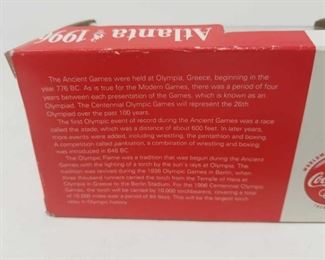 Atlanta 1996
The Ancient Games were held at Olympia, Greece, beginning in the
year 776 BC. As is true for the Modern Games, there was a period of four
years between each presentation of the Games, which is known as an
Olympiad. The Centennial Olympic Games will represent the 26th
Olympiad over the past 100 years.
The first Olympic event of record during the Ancient Games was a race
called the stade, which was a distance of about 600 feet. In later years,
more events were added, including wrestling, the pentathlon and boxing.
A competition called pankration, a combination of wrestling and boxing
was introduced in 648 BC.
The Olympic Flame was a tradition that was begun during the Ancient
Games with the lighting of a torch by the sun's rays at Olympia. The
tradition was revived during the 1936 Olympic Games in Berlin, when
three thousand runners carried the torch from the Temple of Hera at
Olympia in Greece to the Berlin Stadium. For the 1996 Centennial Olympic
Games, the torch will be carried by 10,000 torchbearers, covering a total
of 15,000 miles over a period of 84 days. This will be the largest torch
relay in Olympic history.